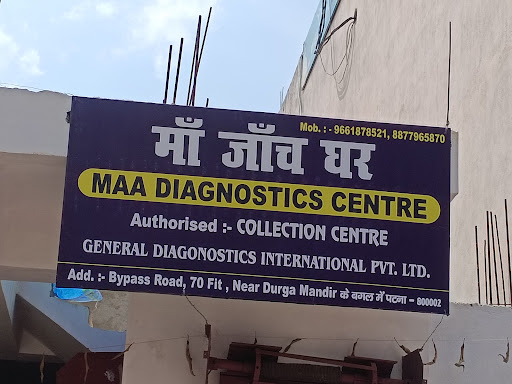 Mob. : - 9661878521, 8877965870
माँ जाँच घर
MAA DIAGNOSTICS CENTRE
Authorised :- COLLECTION CENTRE
GENERAL DIAGONOSTICS INTERNATIONAL PVT. LTD.
Add. :- Bypass Road, 70 Fit , Near Durga Mandir के बगल में पटना - 800002